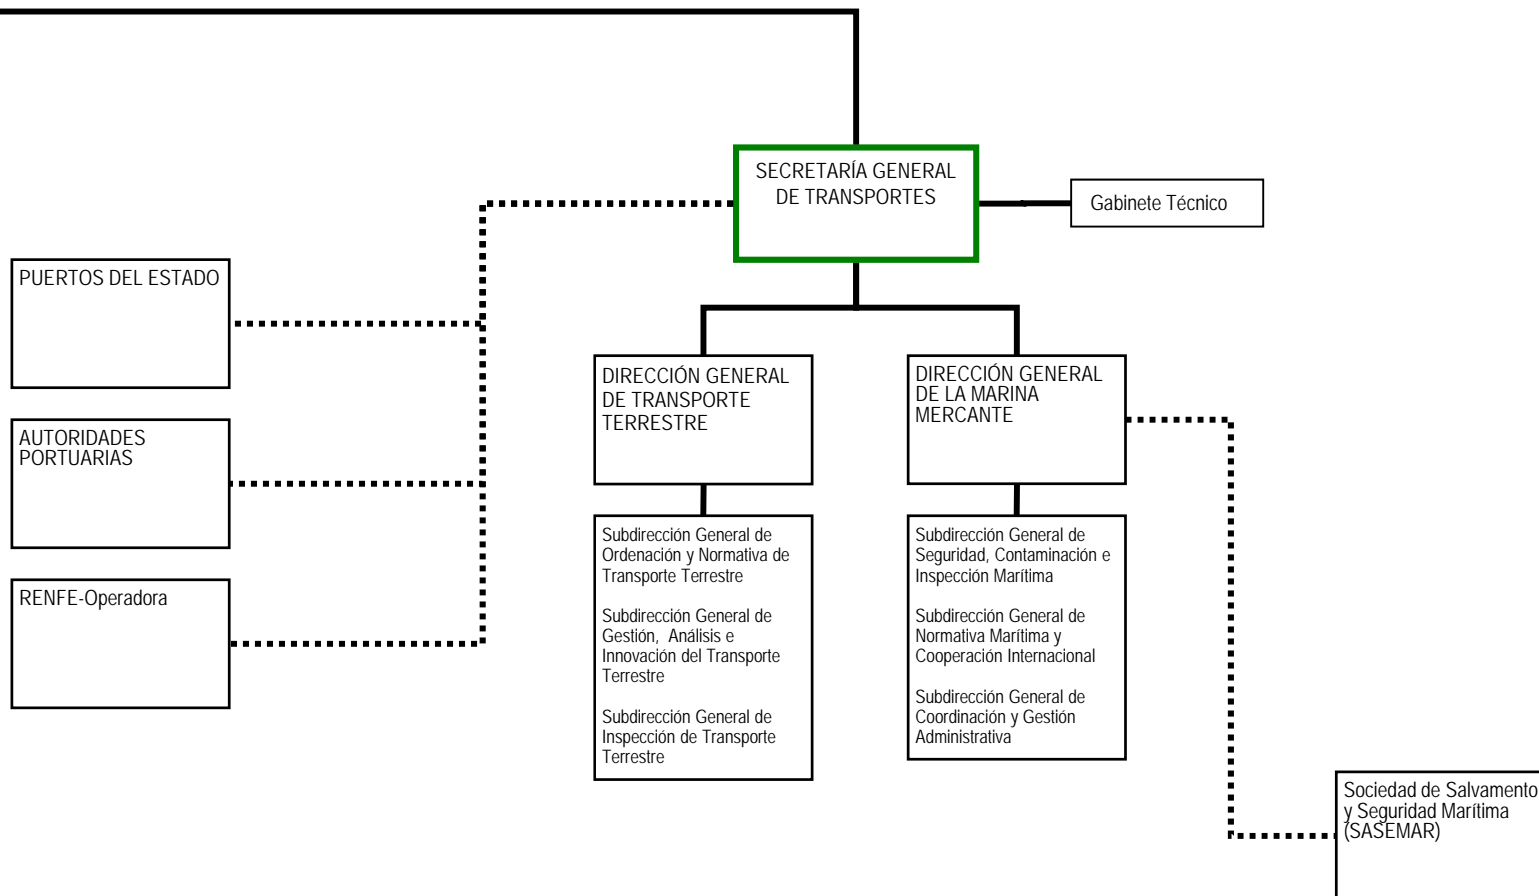 SECRETARÍA GENERAL
DE TRANSPORTES
Gabinete Técnico
PUERTOS DEL ESTADO
AUTORIDADES
PORTUARIAS
RENFE-Operadora
DIRECCIÓN GENERAL
DE TRANSPORTE
TERRESTRE
DIRECCIÓN GENERAL
DE LA MARINA
MERCANTE
Subdirección General de
Ordenación y Normativa de
Transporte Terrestre
Subdirección General de
Gestión, Análisis e
Innovación del Transporte
Terrestre
Subdirección General de
Inspección de Transporte
Terrestre
Subdirección General de
Seguridad, Contaminación e
Inspección Marítima
Subdirección General de
Normativa Marítima y
Cooperación Internacional
Subdirección General de
Coordinación y Gestión
Administrativa
Sociedad de Salvamento
y Seguridad Marítima
(SASEMAR)